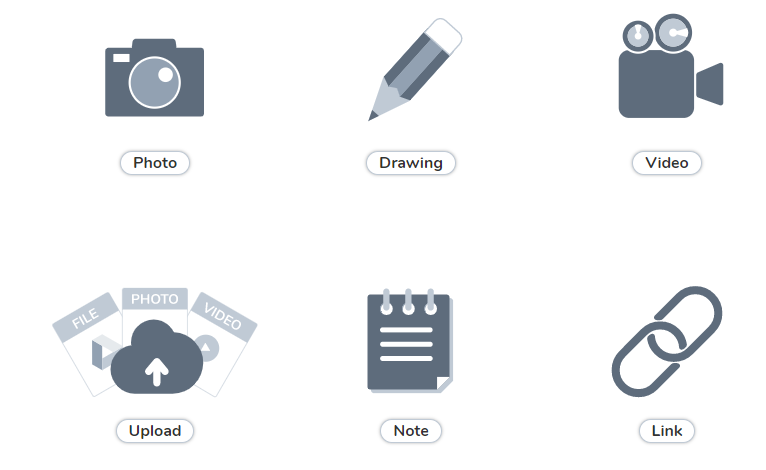 Photo
Drawing
Video
FILE
PHOTO
VIDEO
Upload
Note
Link